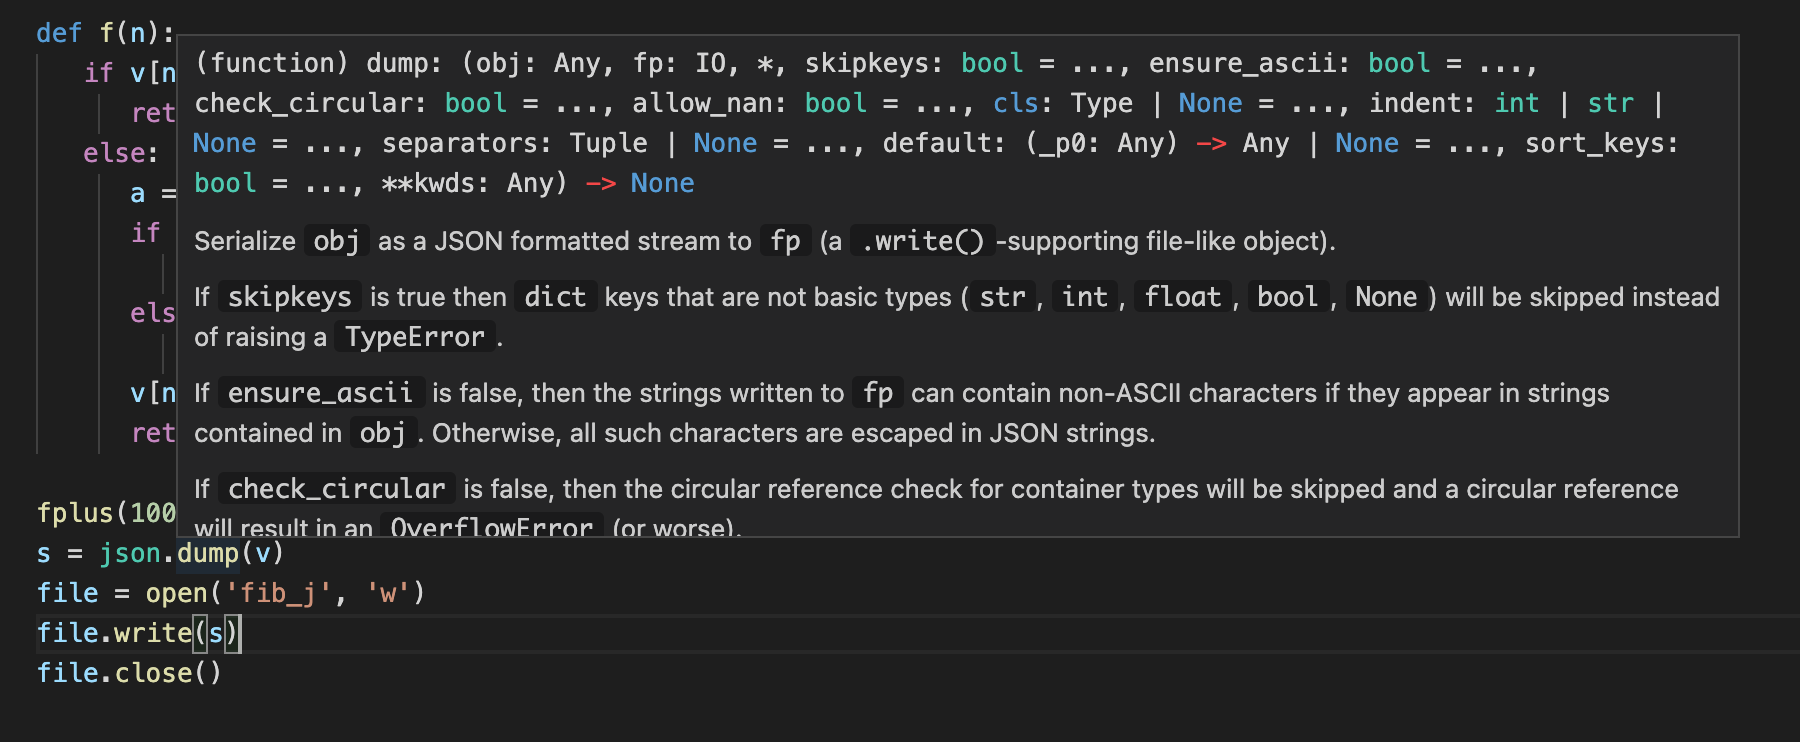 def f(n):
(function) dump: (obj: Any, fp: IO, *, skipkeys: bool = ..., ensure_ascii: bool = ...,
if v[n
check_circular: bool = ..., allow_nan: bool = ..., cls: Type | None = ..., indent: int | str |
ret
None = ..., separators: Tuple | None = ..., default: (_p0: Any) -> Any | None = ..., sort_keys:
else:
bool = ..., **kwds: Any) -> None
a =
if
Serialize obj as a JSON formatted stream to fp (a .write() -supporting file-like object).
If skipkeys is true then dict keys that are not basic types ( str , int , float , bool , None ) will be skipped instead
els
of raising a TypeError .
v[n
If ensure_ascii is false, then the strings written to fp can contain non-ASCII characters if they appear in strings
ret
contained in obj . Otherwise, all such characters are escaped in JSON strings.
If check_circular is false, then the circular reference check for container types will be skipped and a circular reference
fplus(100
will result in an OverflowError (or worse).
s = json.dump(v)
file = open('fib_j', 'w')
file.write(s)
file.close()